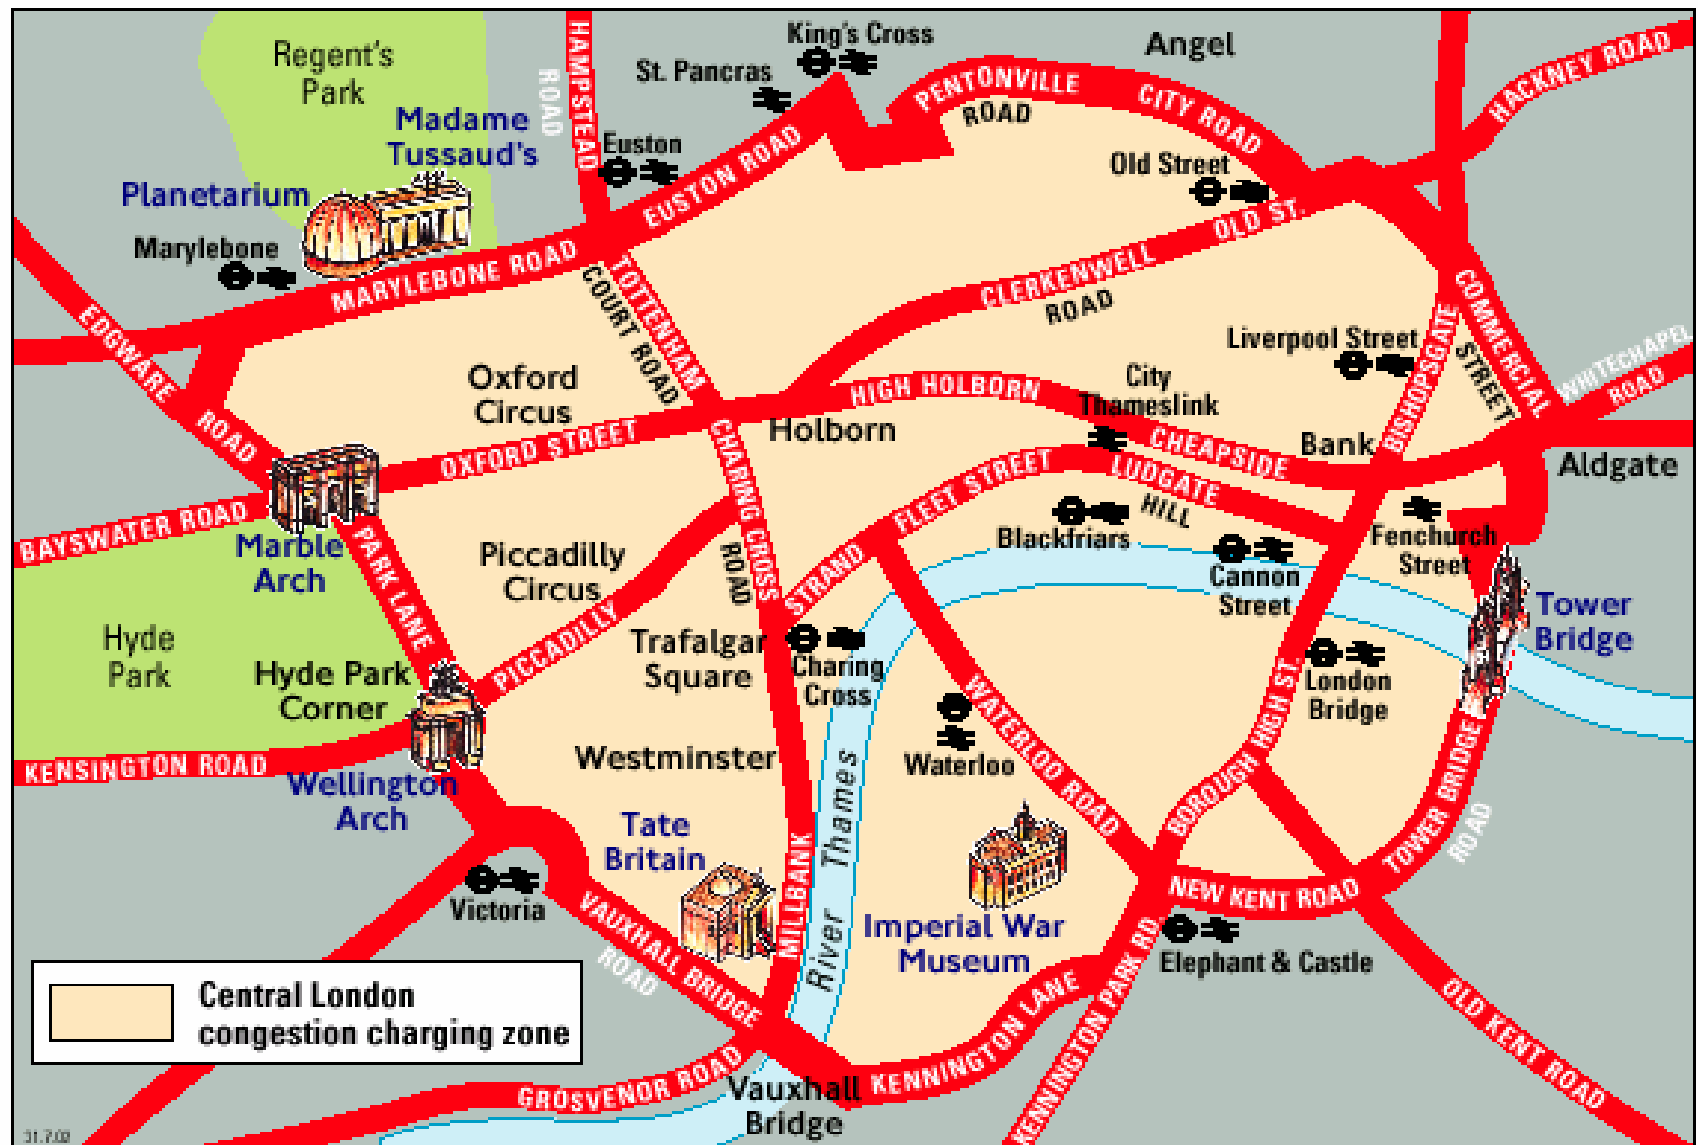 Regent's
Park
HAMPSTEAD
ROAD
St. Pancras
King's Cross
Angel
HACKNEY ROAD
PENTONVILLE
ROAD
CITY ROAD
Madame
Tussaud's
Planetarium
Marylebone
Euston
EUSTON ROAD
Old Street
OLD ST.
MARYLEBONE ROAD
TOTTENHAM
COURT ROAD
CLERKENWELL
ROAD
EDGWARE
ROAD
Liverpool Street
BISHOPSGATE
COMMERCIAL
STREET
WHITECHAPEL
ROAD
Oxford
Circus
OXFORD STREET
HIGH HOLBORN
Holborn
City
Thameslink
CHEAPSIDE
Bank
Aldgate
CHARING CROSS
ROAD
FLEET STREET
LUDGATE
HILL
STRAND
Blackfriars
Fenchurch
Street
Cannon
Street
BAYSWATER ROAD
Marble
Arch
PARK LANE
Piccadilly
Circus
PICCADILLY
Tower
Bridge
Hyde
Park
Hyde Park
Corner
Trafalgar
Square
Charing
Cross
London
Bridge
KENSINGTON ROAD
Wellington
Arch
Westminster
Waterloo
WATERLOO ROAD
BOROUGH HIGH ST.
TOWER BRIDGE
ROAD
Tate
Britain
MILLBANK
River Thames
Imperial War
Museum
NEW KENT ROAD
Victoria
VAUXHALL BRIDGE
ROAD
Elephant & Castle
KENNINGTON PARK RD.
KENNINGTON LANE
OLD KENT ROAD
Central London
congestion charging zone
GROSVENOR ROAD
Vauxhall
Bridge
31.7.02